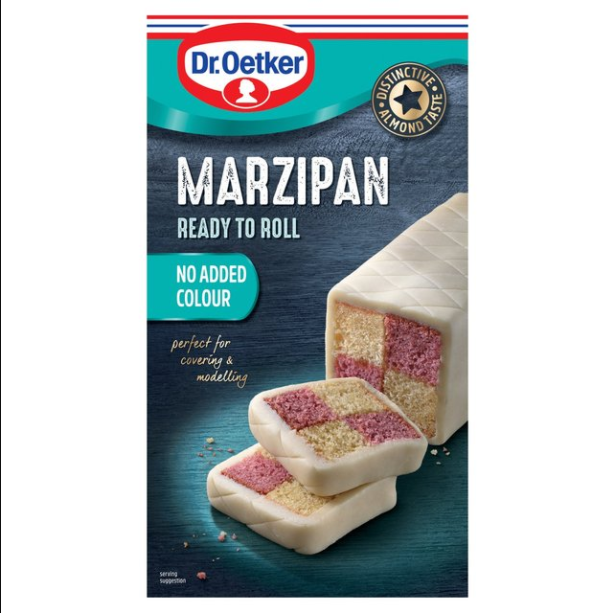 Dr.Oetker
DISTINCTIVE
ALMOND TASTE
MARZIPAN
READY TO ROLL
NO ADDED
COLOUR
perfect for
covering &
modelling
serving
suggestion